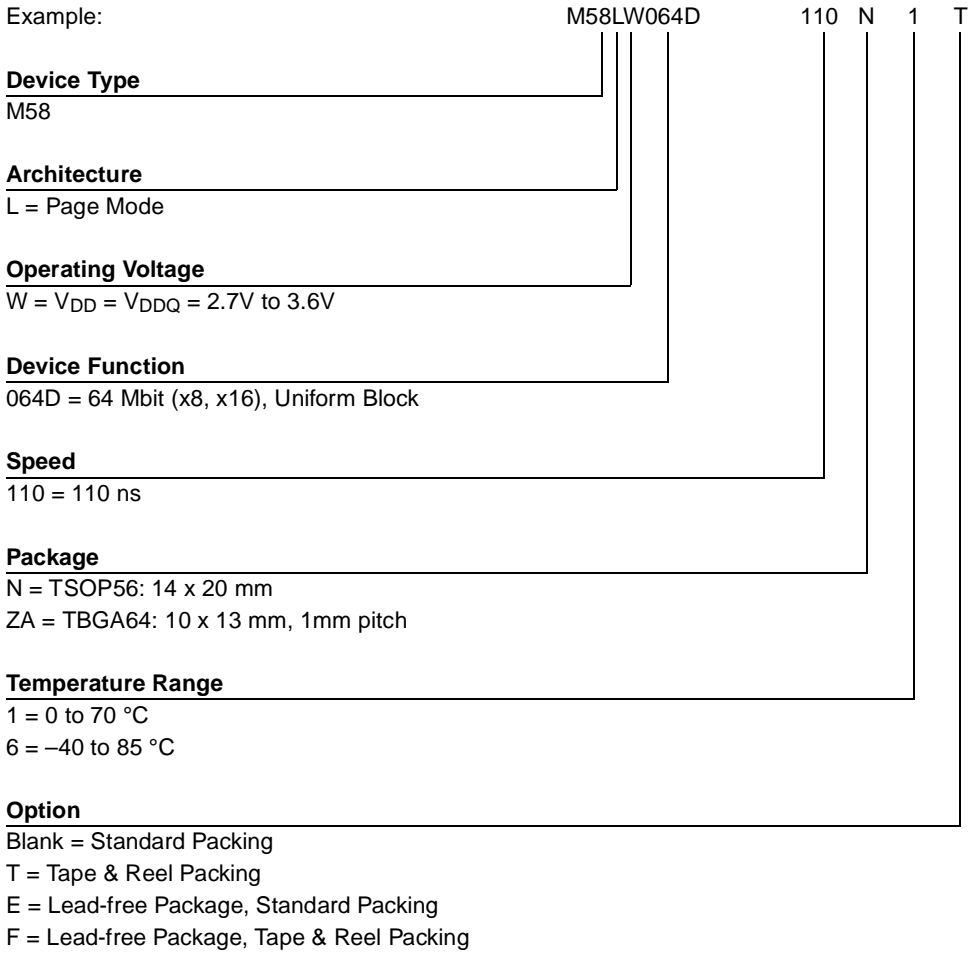 Example: M58LW064D 110 N 1 T
Device Type
M58
Architecture
L = Page Mode
Operating Voltage
W = VDD = VDDQ = 2.7V to 3.6V
Device Function
064D = 64 Mbit (x8, x16), Uniform Block
Speed
110 = 110 ns
Package
N = TSOP56: 14 x 20 mm
ZA = TBGA64: 10 x 13 mm, 1mm pitch
Temperature Range
1 = 0 to 70 °C
6 = –40 to 85 °C
Option
Blank = Standard Packing
T = Tape & Reel Packing
E = Lead-free Package, Standard Packing
F = Lead-free Package, Tape & Reel Packing